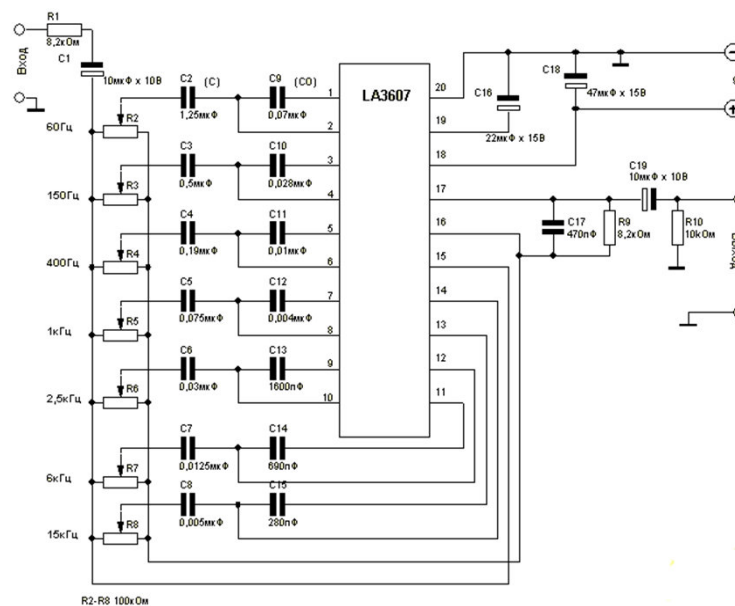 R1
8,2кОм
Вход
C1
10мкФ х 10В
C2
(C)
C9
(CO)
1,25мкФ
0,07мкФ
60Гц
R2
1
2
LA3607
20
19
18
C16
22мкФ х 15В
C18
47мкФ х 15В
C3
C10
0,5мкФ
0,028мкФ
150Гц
R3
3
4
17
16
C19
10мкФ х 10В
C17
470пФ
R9
8,2кОм
R10
10кОм
C4
C11
0,19мкФ
0,01мкФ
400Гц
R4
5
6
15
14
C5
C12
0,075мкФ
0,004мкФ
1кГц
R5
7
8
13
12
C6
C13
0,03мкФ
1600пФ
2,5кГц
R6
9
10
11
C7
C14
0,0125мкФ
690пФ
6кГц
R7
C8
C15
0,005мкФ
280пФ
15кГц
R8
R2-R8 100кОм